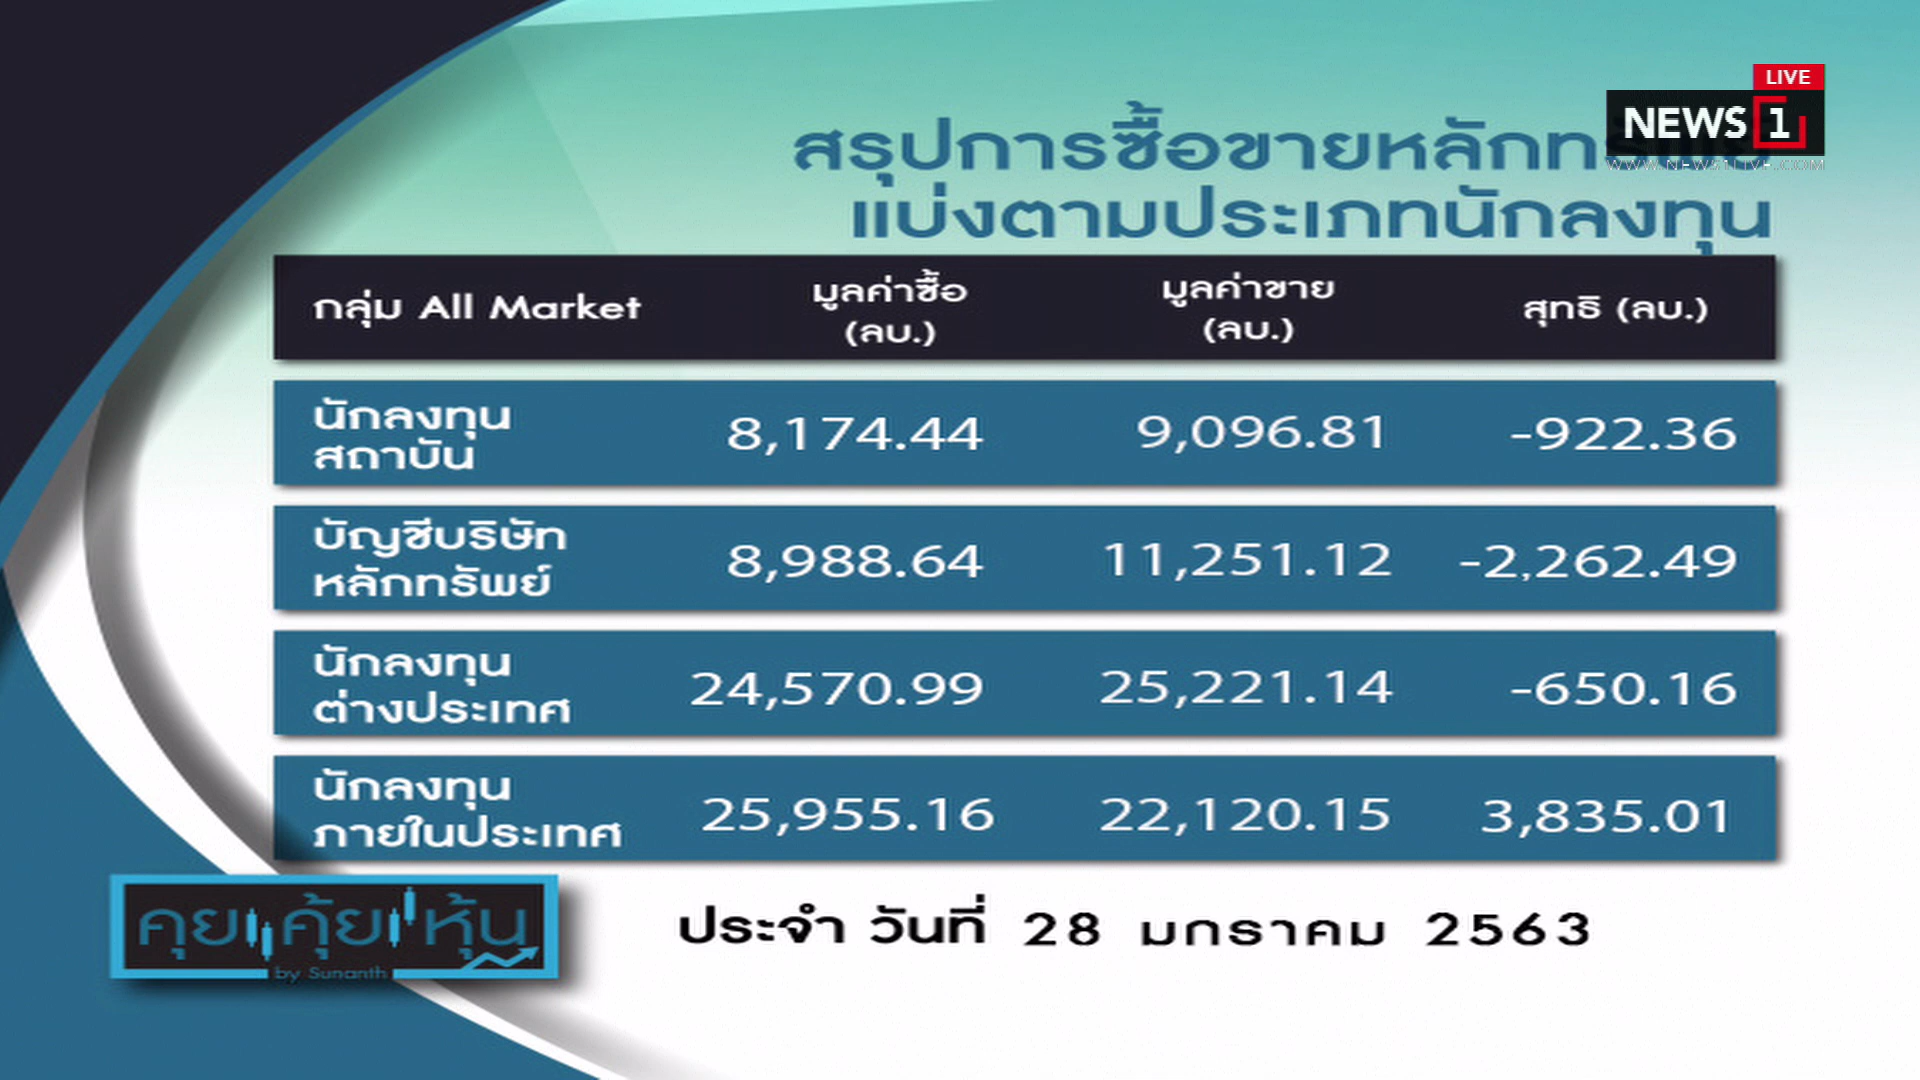 LIVE
NEWS 1
WWW.NEWS1LIVE.COM
สรุปการซื้อขายหลักทรัพย์
แบ่งตามประเภทนักลงทุน
กลุ่ม All Market
มูลค่าซื้อ
(ลบ.)
มูลค่าขาย
(ลบ.)
สุทธิ (ลบ.)
นักลงทุน
สถาบัน
8,174.44 9,096.81 -922.36
บัญชีบริษัท
หลักทรัพย์
8,988.64 11,251.12 -2,262.49
นักลงทุน
ต่างประเทศ
24,570.99 25,221.14 -650.16
นักลงทุน
ภายในประเทศ
25,955.16 22,120.15 3,835.01
คุย คุ้ย หุ้น
by Sunanth
ประจำ วันที่ 28 มกราคม 2563